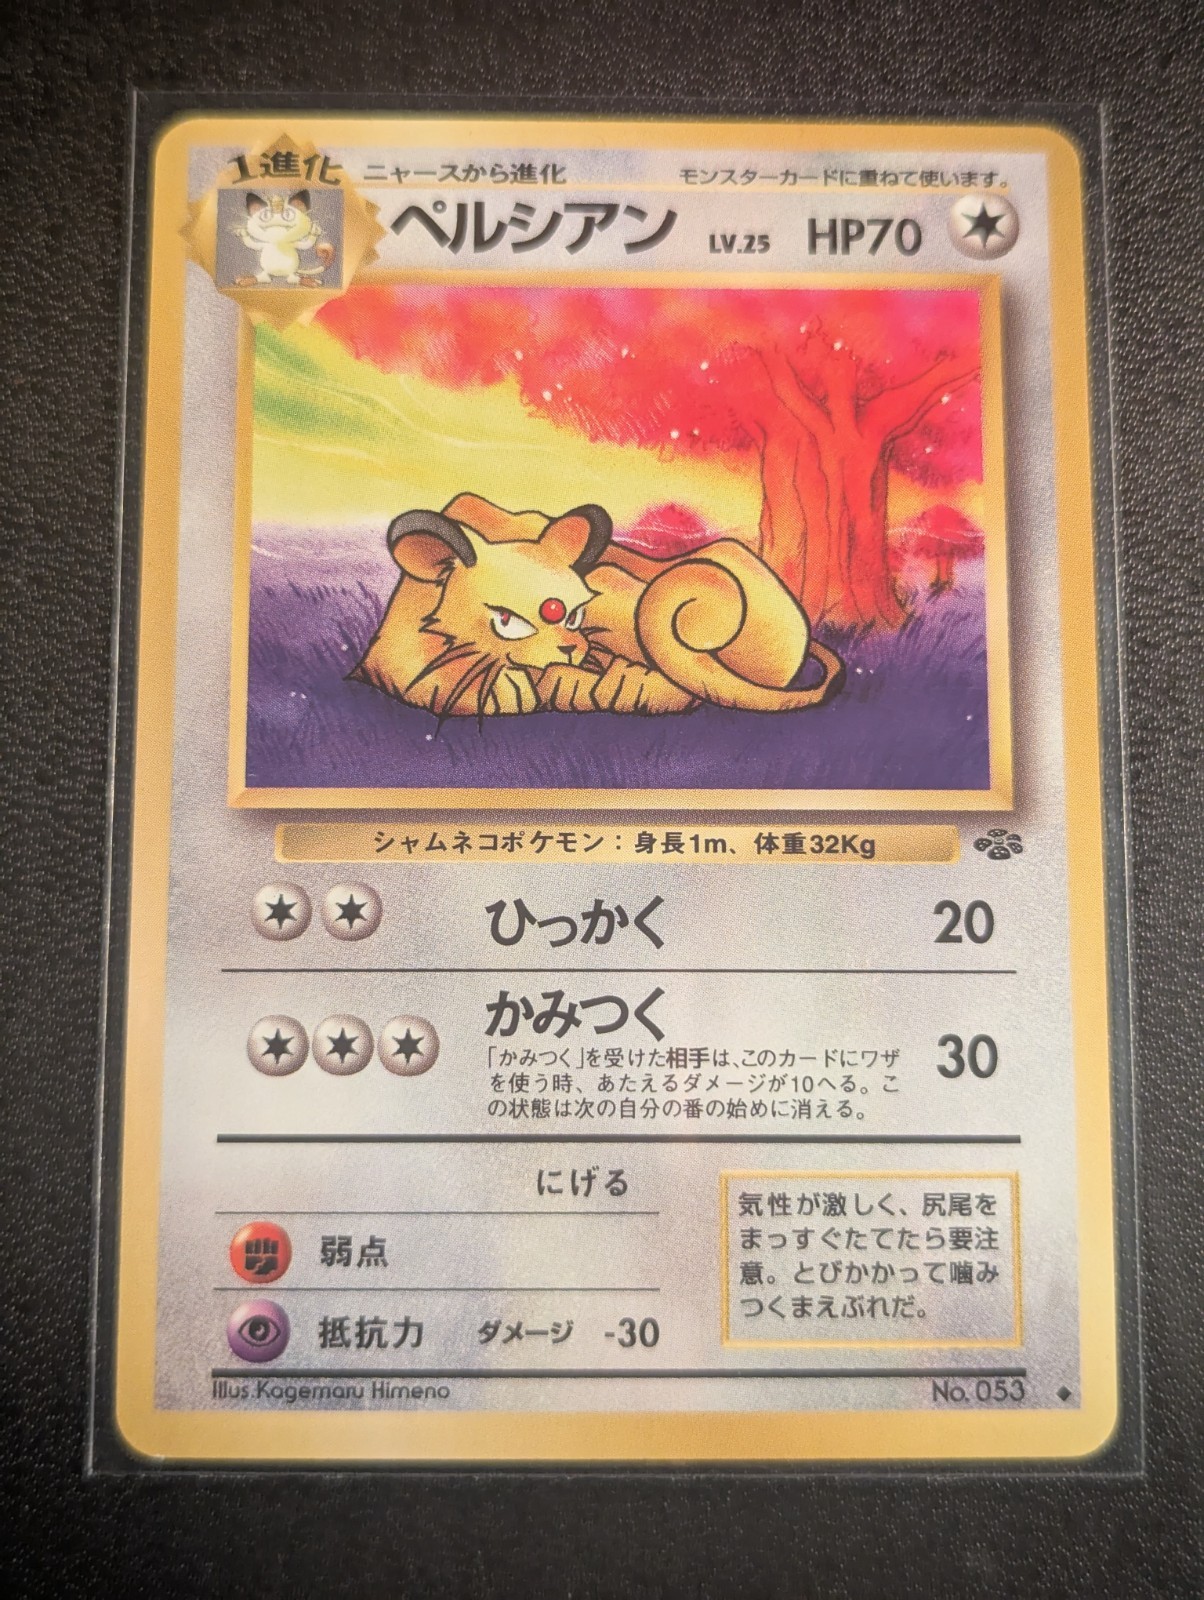 1進化 ニャースから進化 モンスターカードに重ねて使います。
ペルシアン LV.25 HP70
シャムネコポケモン：身長1m、体重32Kg
ひっかく 20
かみつく 30
「かみつく」を受けた相手は、このカードにワザ
を使う時、あたえるダメージが10へる。こ
の状態は次の自分の番の始めに消える。
にげる
弱点
抵抗力 ダメージ -30
気性が激しく、尻尾を
まっすぐたてたら要注
意。とびかかって噛み
つくまえぶれだ。
Illus.Kagemaru Himeno No.053